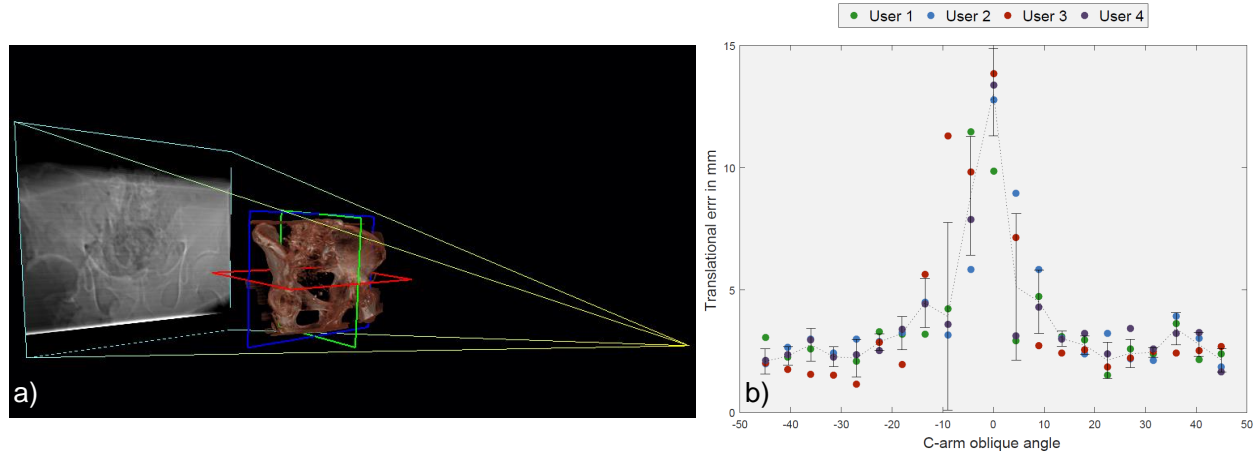 User 1 User 2 User 3 User 4
a)
b)
Translational errr in mm
15
10
5
0
-50 -40 -30 -20 -10 0 10 20 30 40 50
C-arm oblique angle